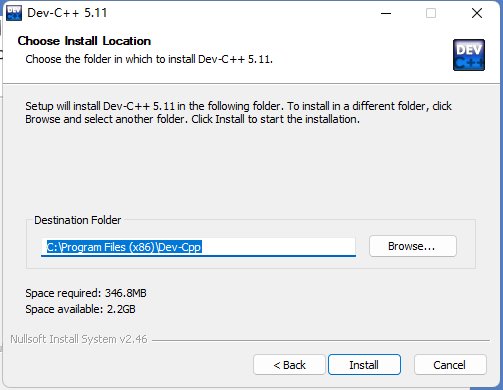 Dev-C++ 5.11
Choose Install Location
Choose the folder in which to install Dev-C++ 5.11.
DEV
C++
Setup will install Dev-C++ 5.11 in the following folder. To install in a different folder, click
Browse and select another folder. Click Install to start the installation.
Destination Folder
C:\Program Files (x86)\Dev-Cpp
Browse...
Space required: 346.8MB
Space available: 2.2GB
Nullsoft Install System v2.46
< Back
Install
Cancel